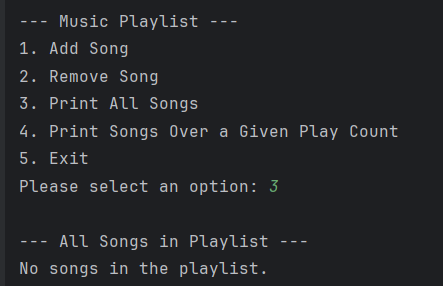 --- Music Playlist ---
1. Add Song
2. Remove Song
3. Print All Songs
4. Print Songs Over a Given Play Count
5. Exit
Please select an option: 3
--- All Songs in Playlist ---
No songs in the playlist.